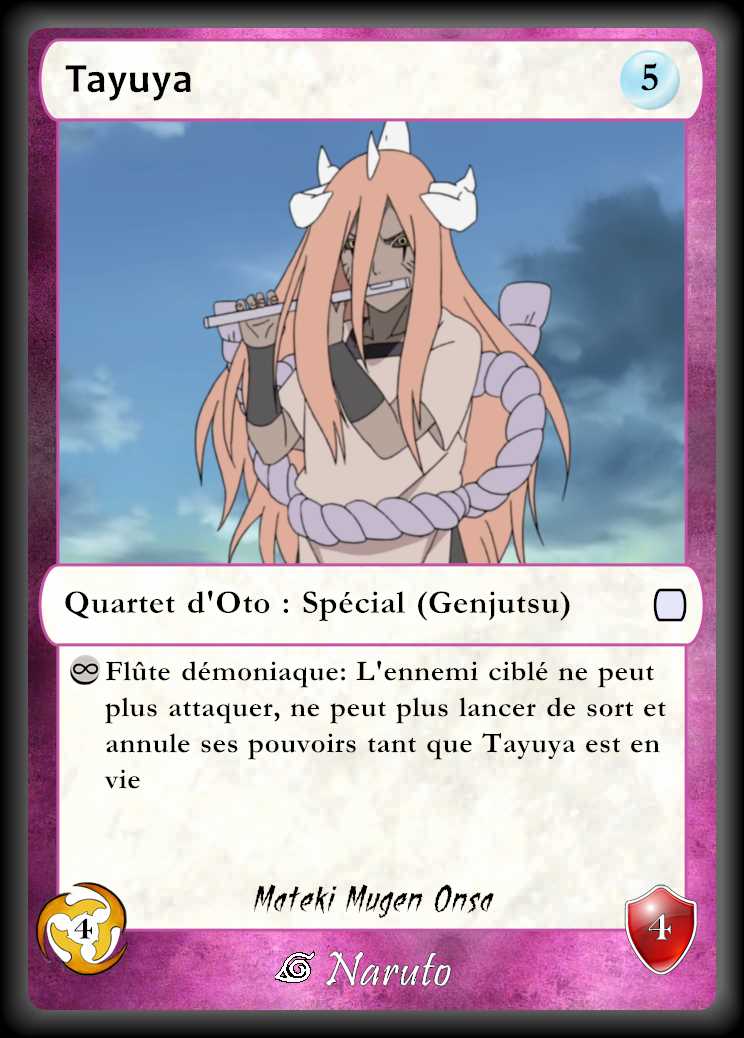 Tayuya
5
Quartet d'Oto : Spécial (Genjutsu)
∞ Flûte démoniaque: L'ennemi ciblé ne peut
plus attaquer, ne peut plus lancer de sort et
annule ses pouvoirs tant que Tayuya est en
vie
Mateki Mugen Onsa
4
4
Naruto